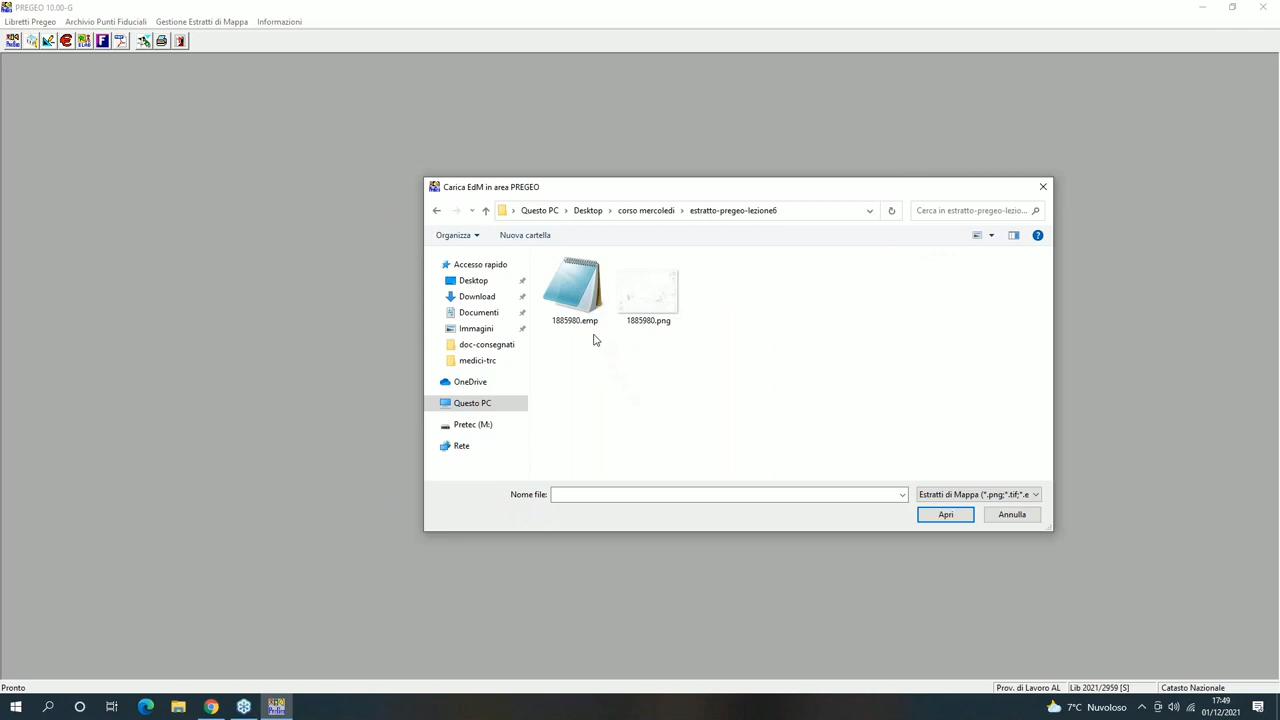 PREGEO 10.00-G
Libretti Pregeo Archivio Punti Fiduciali Gestione Estratti di Mappa Informazioni
Carica EdM in area PREGEO
Questo PC Desktop corso mercoledi estratto-pregeo-lezione6
Cerca in estratto-pregeo-lezio...
Organizza Nuova cartella
Accesso rapido
Desktop
Download
Documenti
Immagini
doc-consegnati
medici-trc
OneDrive
Questo PC
Pretec (M:)
Rete
1885980.emp 1885980.png
Nome file:
Estratti di Mappa (*.png;*.tif;*.e
Apri Annulla
Pronto
Prov. di Lavoro AL Lib 2021/2959 [S] Catasto Nazionale
7°C Nuvoloso
17:49
01/12/2021